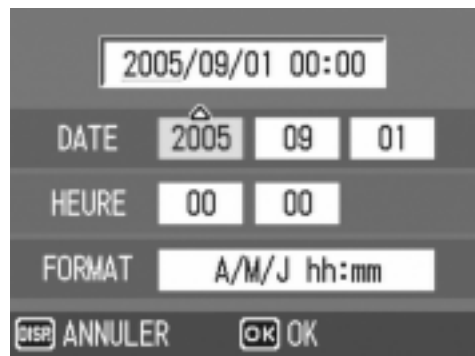 2005/09/01 00:00
DATE 2005 09 01
HEURE 00 00
FORMAT A/M/J hh:mm
DISP. ANNULER OK OK